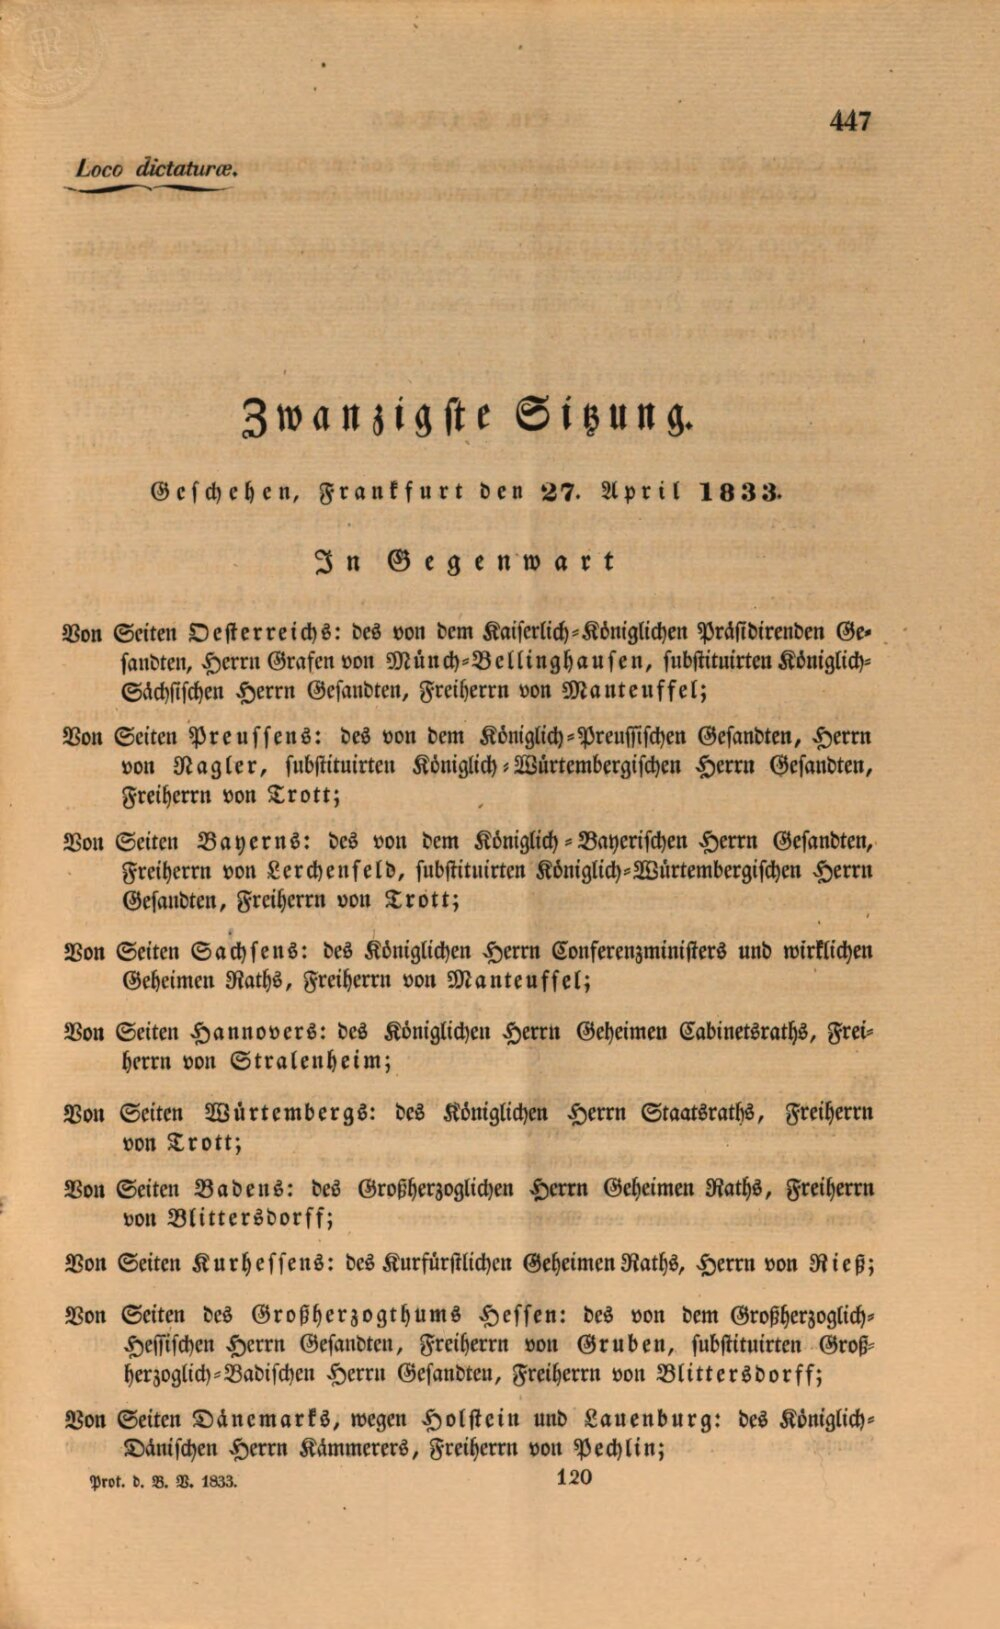 447
Loco dictaturæ.
Zwanzigste Sitzung.
Geschehen, Frankfurt den 27. April 1833.
In Gegenwart
Von Seiten Oesterreichs: des von dem Kaiserlich-Königlichen Präsidirenden Ge-
sandten, Herrn Grafen von Münch-Bellinghausen, substituirten Königlich-
Sächsischen Herrn Gesandten, Freiherrn von Manteuffel;
Von Seiten Preussens: des von dem Königlich-Preussischen Gesandten, Herrn
von Nagler, substituirten Königlich-Würtembergischen Herrn Gesandten,
Freiherrn von Trott;
Von Seiten Bayerns: des von dem Königlich-Bayerischen Herrn Gesandten,
Freiherrn von Lerchenfeld, substituirten Königlich-Würtembergischen Herrn
Gesandten, Freiherrn von Trott;
Von Seiten Sachsens: des Königlichen Herrn Conferenzministers und wirklichen
Geheimen Raths, Freiherrn von Manteuffel;
Von Seiten Hannovers: des Königlichen Herrn Geheimen Cabinetsraths, Frei-
herrn von Stralenheim;
Von Seiten Würtembergs: des Königlichen Herrn Staatsraths, Freiherrn
von Trott;
Von Seiten Badens: des Großherzoglichen Herrn Geheimen Raths, Freiherrn
von Blittersdorff;
Von Seiten Kurhessens: des Kurfürstlichen Geheimen Raths, Herrn von Rieß;
Von Seiten des Großherzogthums Hessen: des von dem Großherzoglich-
Hessischen Herrn Gesandten, Freiherrn von Gruben, substituirten Groß-
herzoglich-Badischen Herrn Gesandten, Freiherrn von Blittersdorff;
Von Seiten Dänemarks, wegen Holstein und Lauenburg: des Königlich-
Dänischen Herrn Kämmerers, Freiherrn von Pechlin;
Prot. d. B. V. 1833.
120